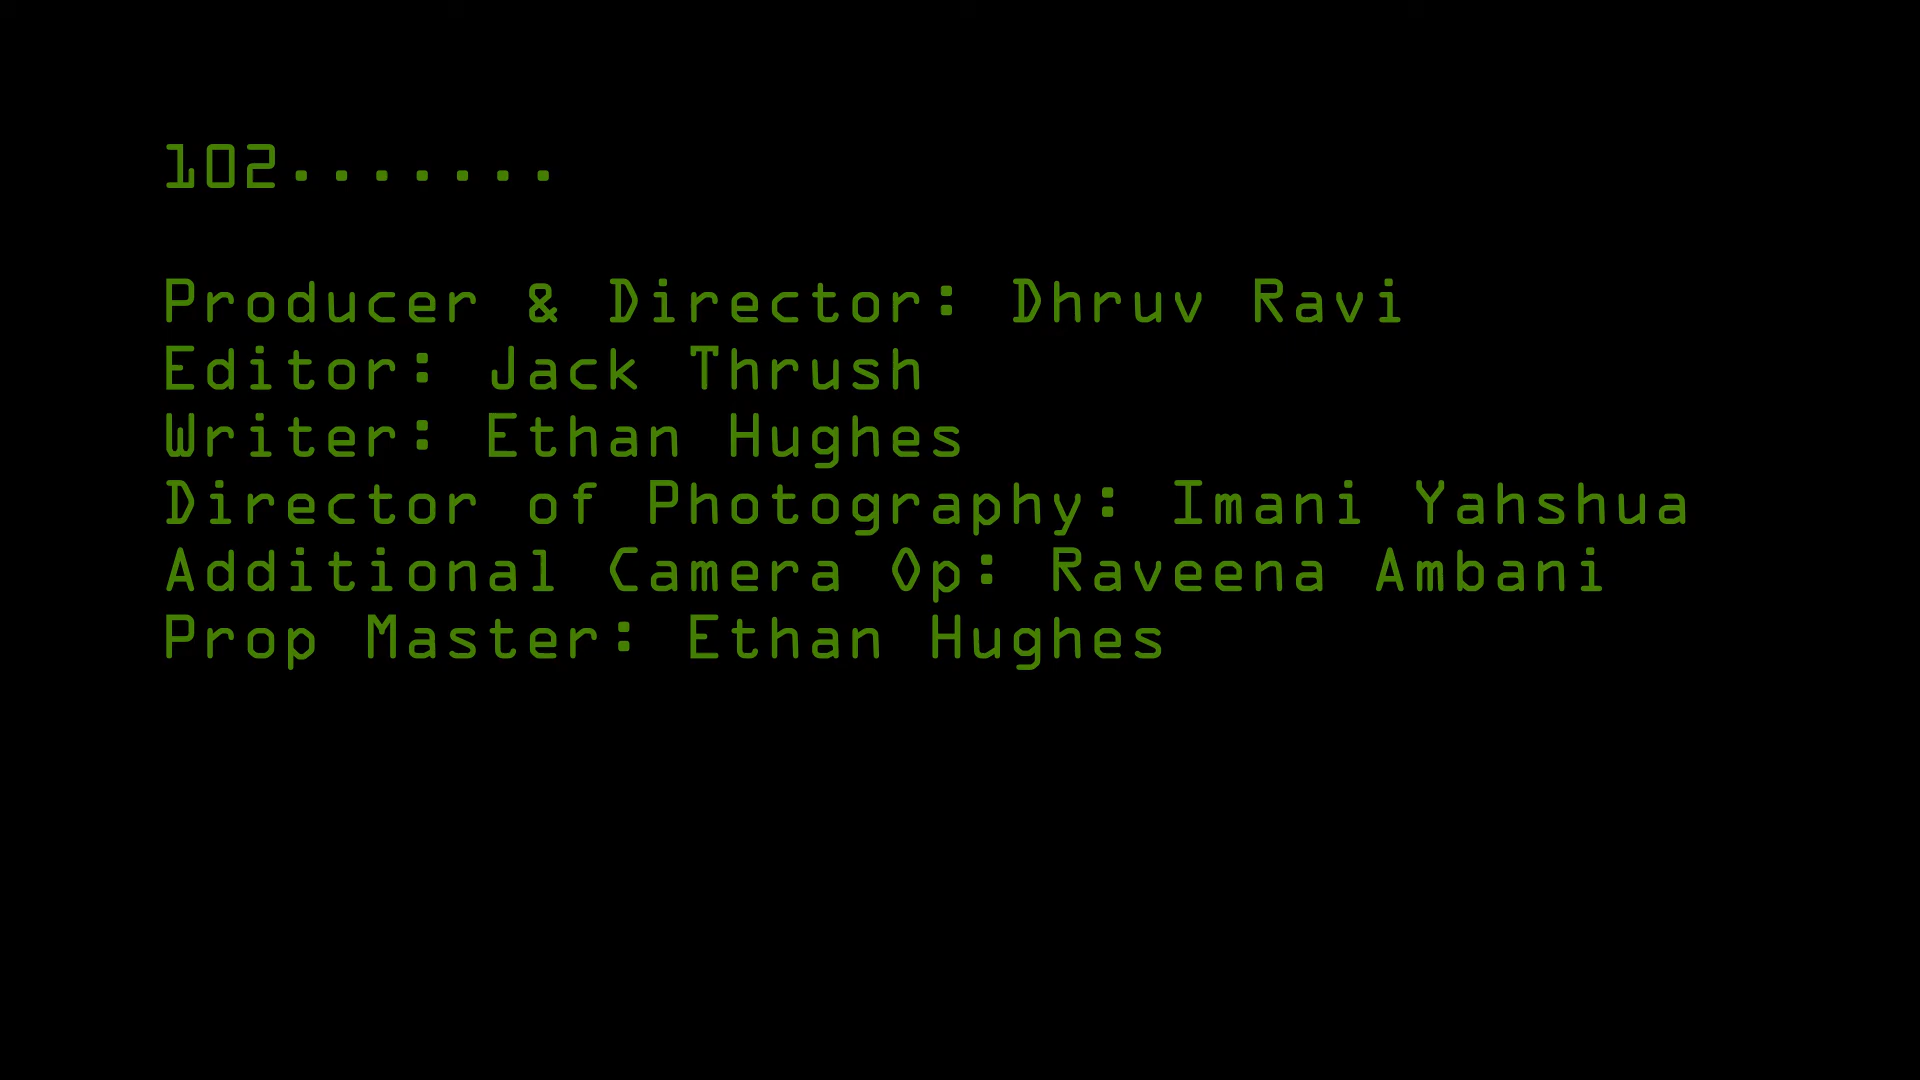 102.......
Producer & Director: Dhruv Ravi
Editor: Jack Thrush
Writer: Ethan Hughes
Director of Photography: Imani Yahshua
Additional Camera Op: Raveena Ambani
Prop Master: Ethan Hughes